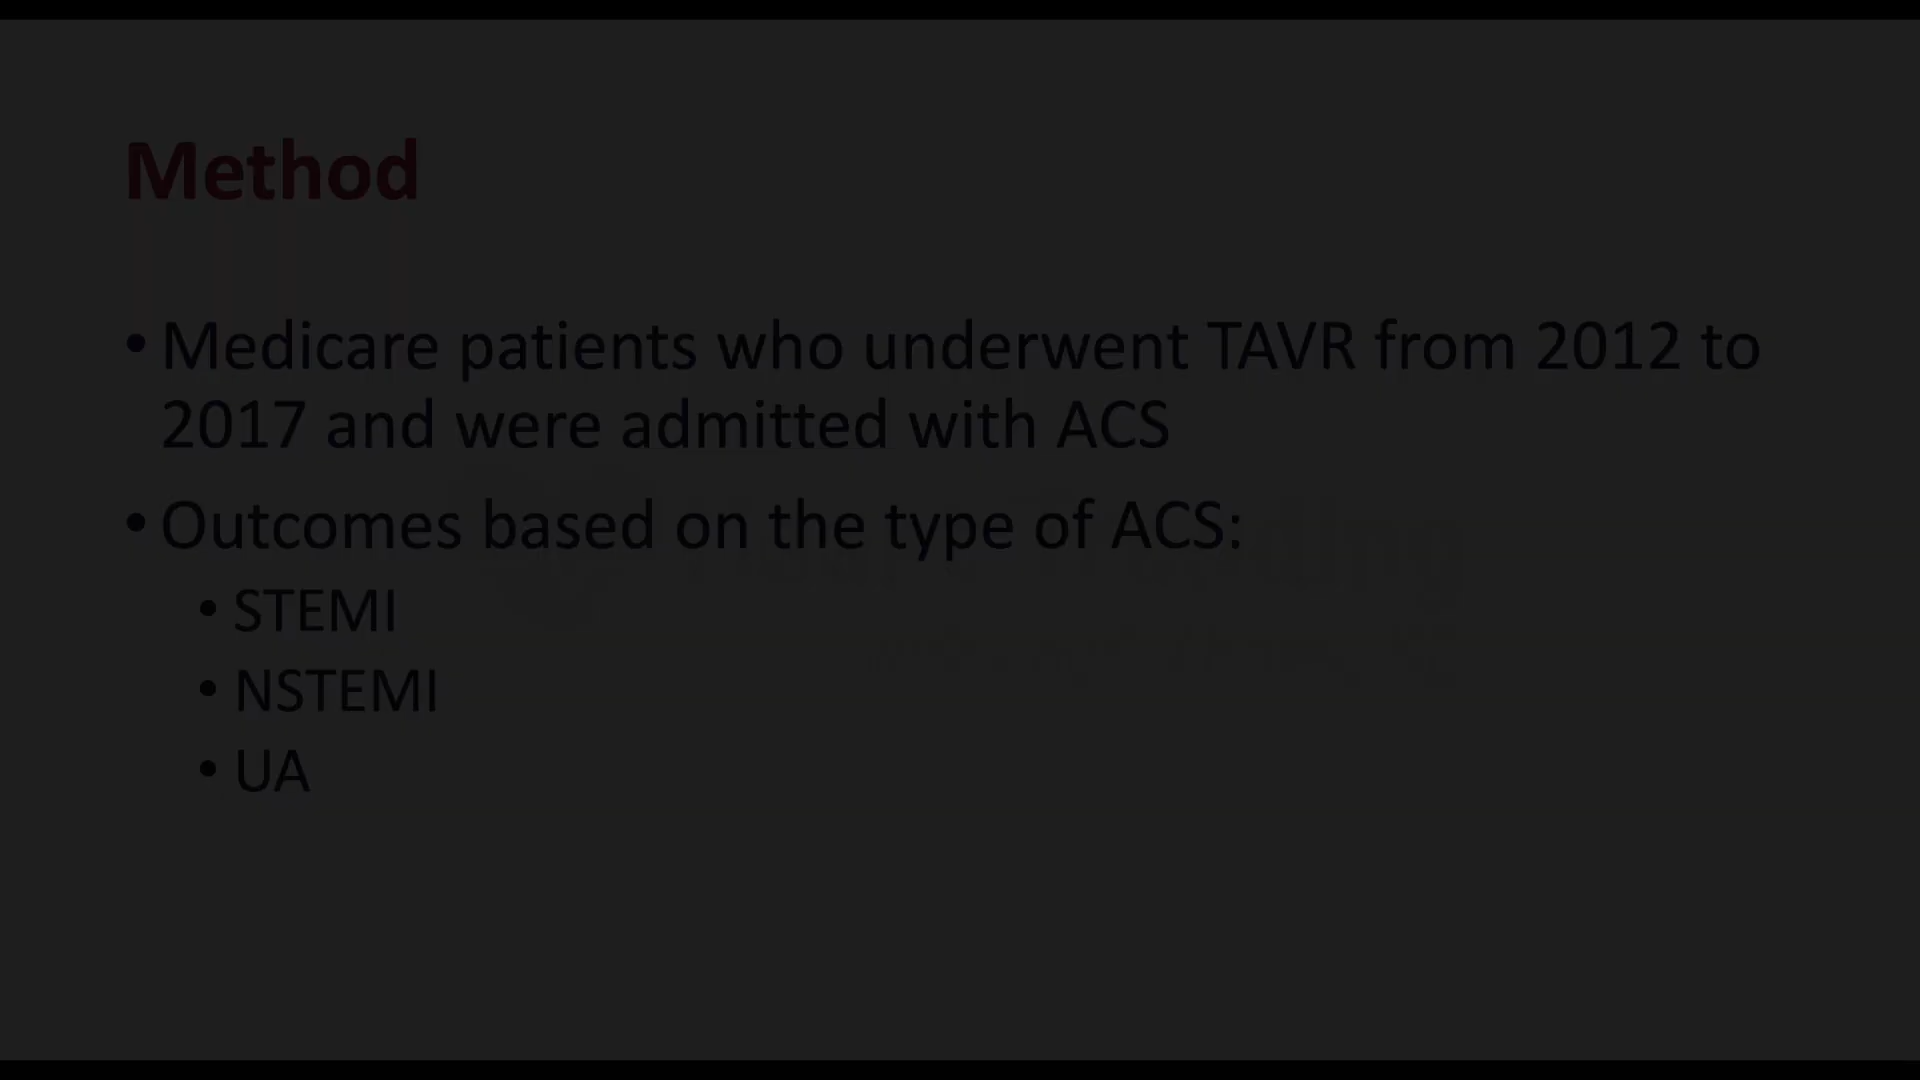 Method
• Medicare patients who underwent TAVR from 2012 to
2017 and were admitted with ACS
• Outcomes based on the type of ACS:
• STEMI
• NSTEMI
• UA